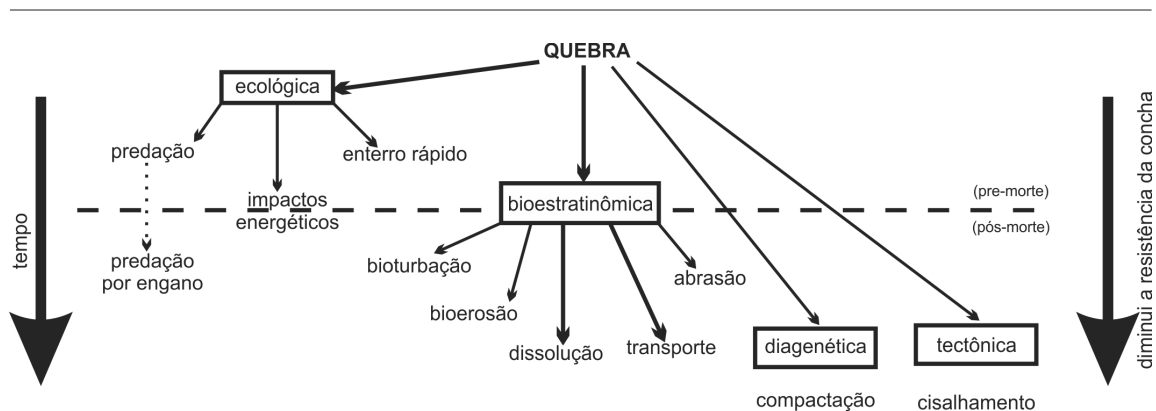 QUEBRA
ecológica
predação
enterro rápido
impactos
energéticos
(pre-morte)
bioestratinômica
(pós-morte)
tempo
diminui a resistência da concha
predação
por engano
bioturbação
abrasão
bioerosão
dissolução
transporte
diagenética
tectônica
compactação
cisalhamento